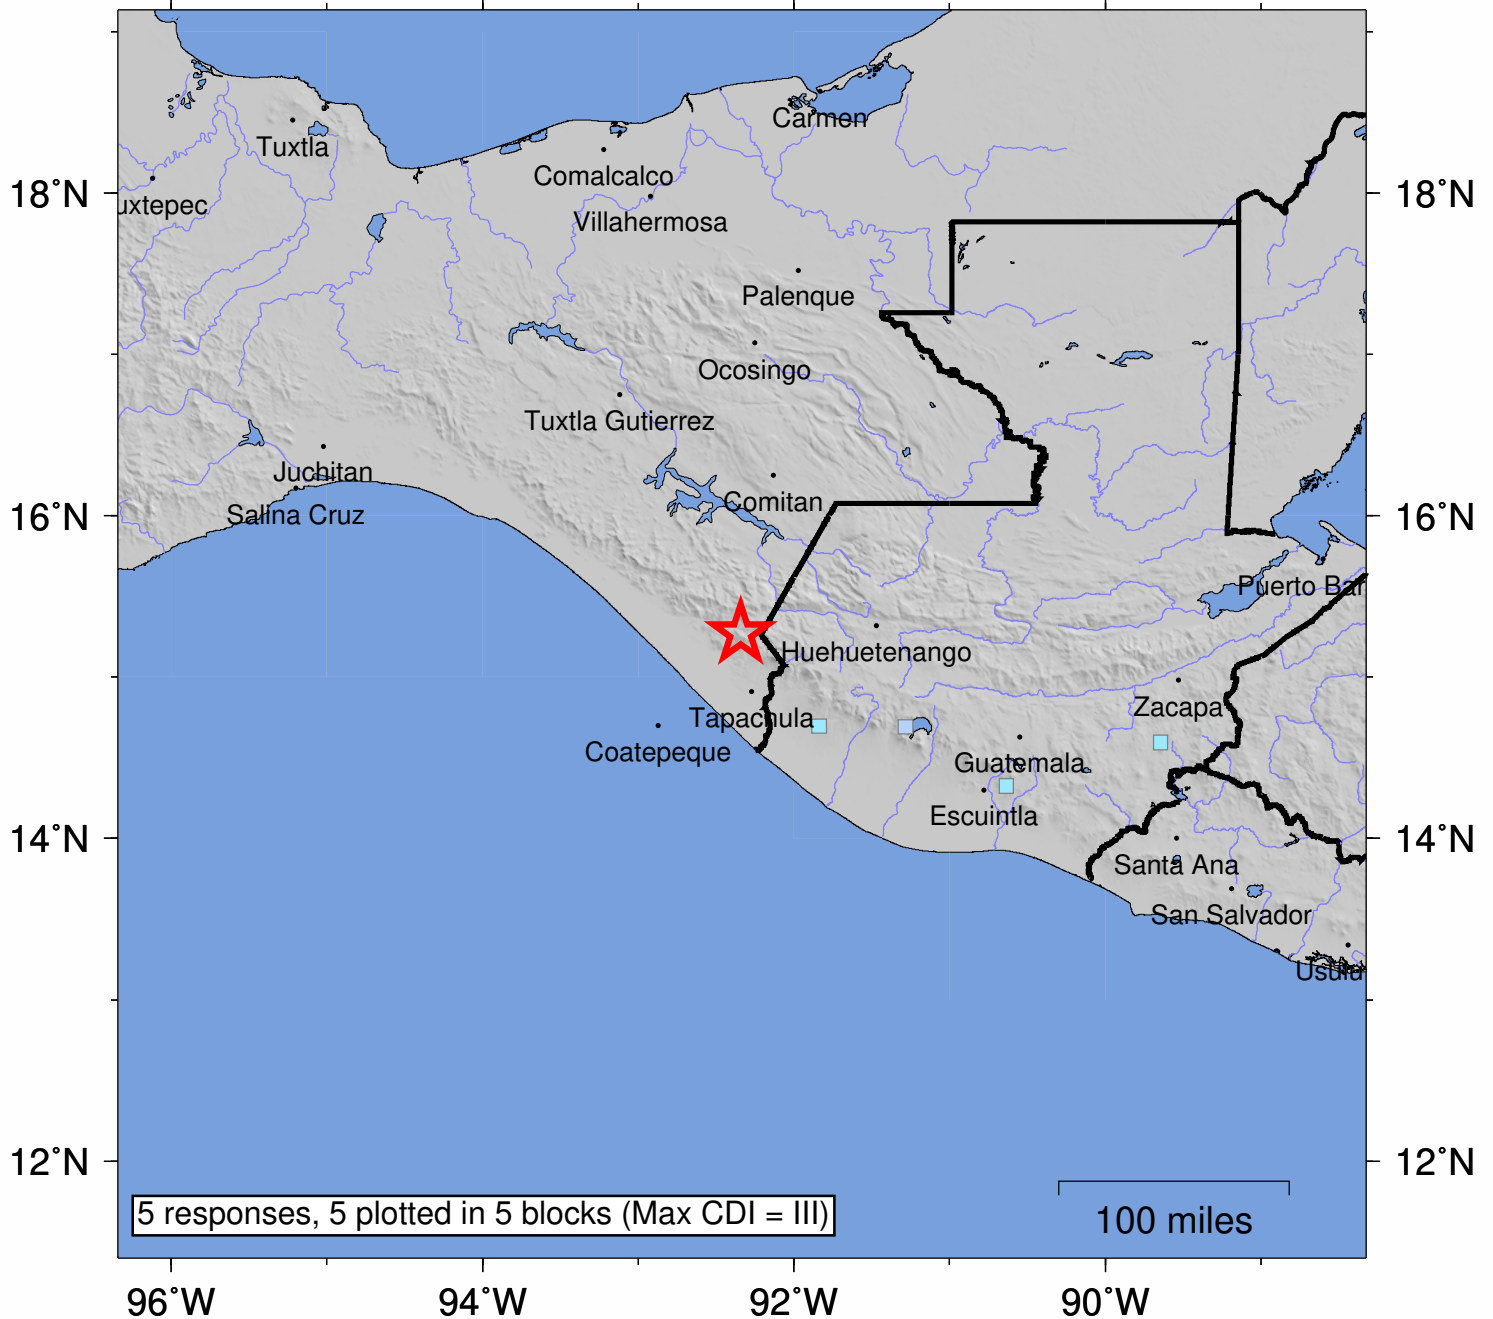 Carmen
Tuxtla
Comalcalco
18°N
18°N
uxtepec
Villahermosa
Palenque
Ocosingo
Tuxtla Gutierrez
Juchitan
Comitan
16°N
16°N
Salina Cruz
Puerto Bar
Huehuetenango
Zacapa
Tapachula
Coatepeque
Guatemala
Escuintla
14°N
14°N
Santa Ana
San Salvador
Usulu
12°N
12°N
5 responses, 5 plotted in 5 blocks (Max CDI = III)
100 miles
96°W
94°W
92°W
90°W